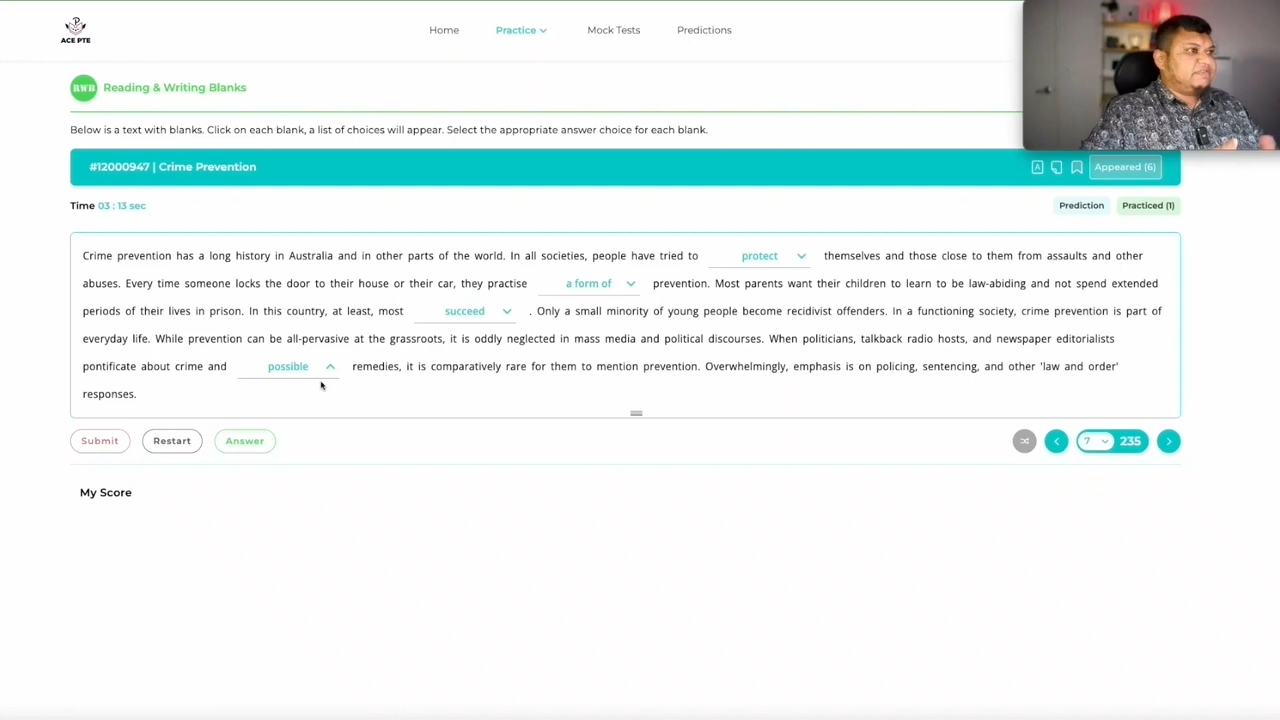 ACE PTE
Home
Practice
Mock Tests
Predictions
RWB
Reading & Writing Blanks
Below is a text with blanks. Click on each blank, a list of choices will appear. Select the appropriate answer choice for each blank.
#12000947 | Crime Prevention
A
Appeared (6)
Time 03 : 13 sec
Prediction
Practiced (1)
Crime prevention has a long history in Australia and in other parts of the world. In all societies, people have tried to protect themselves and those close to them from assaults and other
abuses. Every time someone locks the door to their house or their car, they practise a form of prevention. Most parents want their children to learn to be law-abiding and not spend extended
periods of their lives in prison. In this country, at least, most succeed . Only a small minority of young people become recidivist offenders. In a functioning society, crime prevention is part of
everyday life. While prevention can be all-pervasive at the grassroots, it is oddly neglected in mass media and political discourses. When politicians, talkback radio hosts, and newspaper editorialists
pontificate about crime and possible remedies, it is comparatively rare for them to mention prevention. Overwhelmingly, emphasis is on policing, sentencing, and other 'law and order'
responses.
Submit
Restart
Answer
7
235
My Score